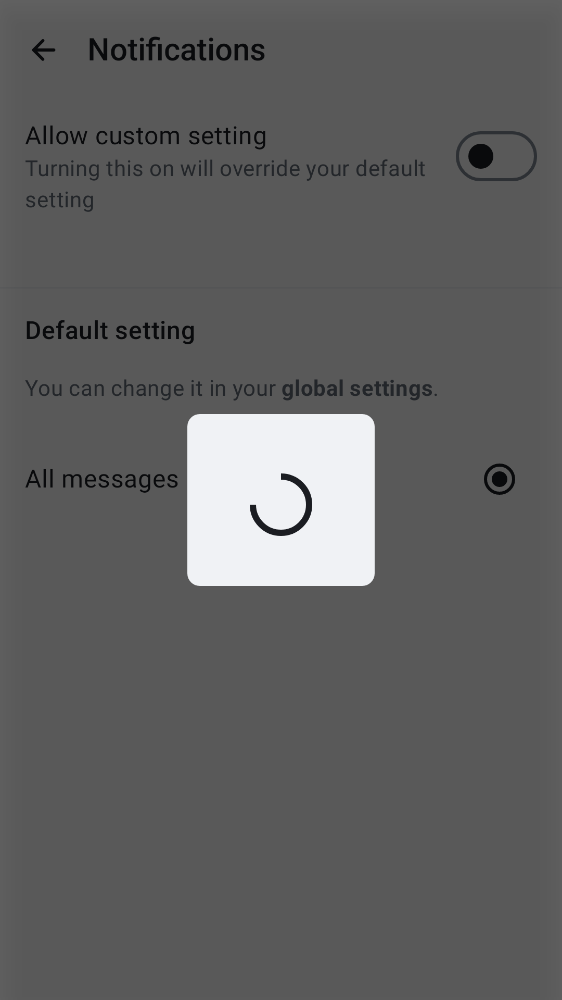 Notifications
Allow custom setting
Turning this on will override your default
setting
Default setting
You can change it in your global settings.
All messages